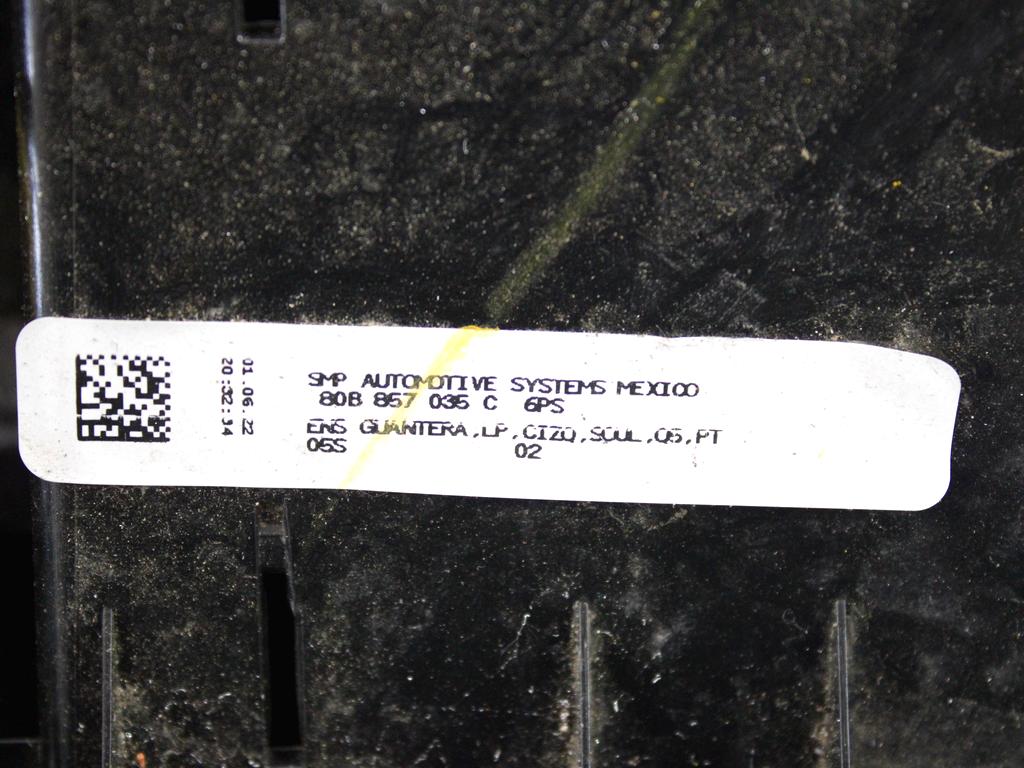 01.06.22
20:32:34
SMP AUTOMOTIVE SYSTEMS MEXICO
80B 857 035 C 6PS
ENS GUANTERA,LP,CIZQ,SOUL,Q5,PT
05S 02